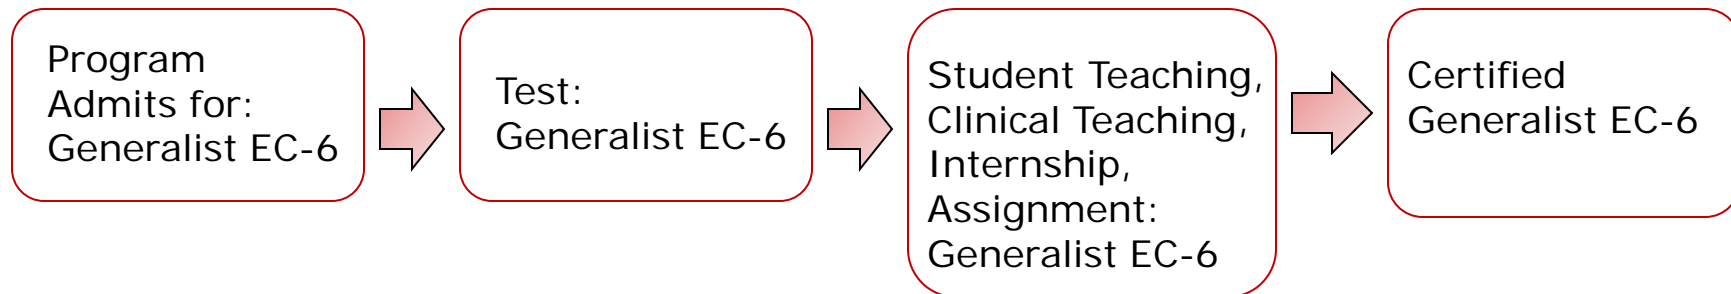 Program
Admits for:
Generalist EC-6
Test:
Generalist EC-6
Student Teaching,
Clinical Teaching,
Internship,
Assignment:
Generalist EC-6
Certified
Generalist EC-6